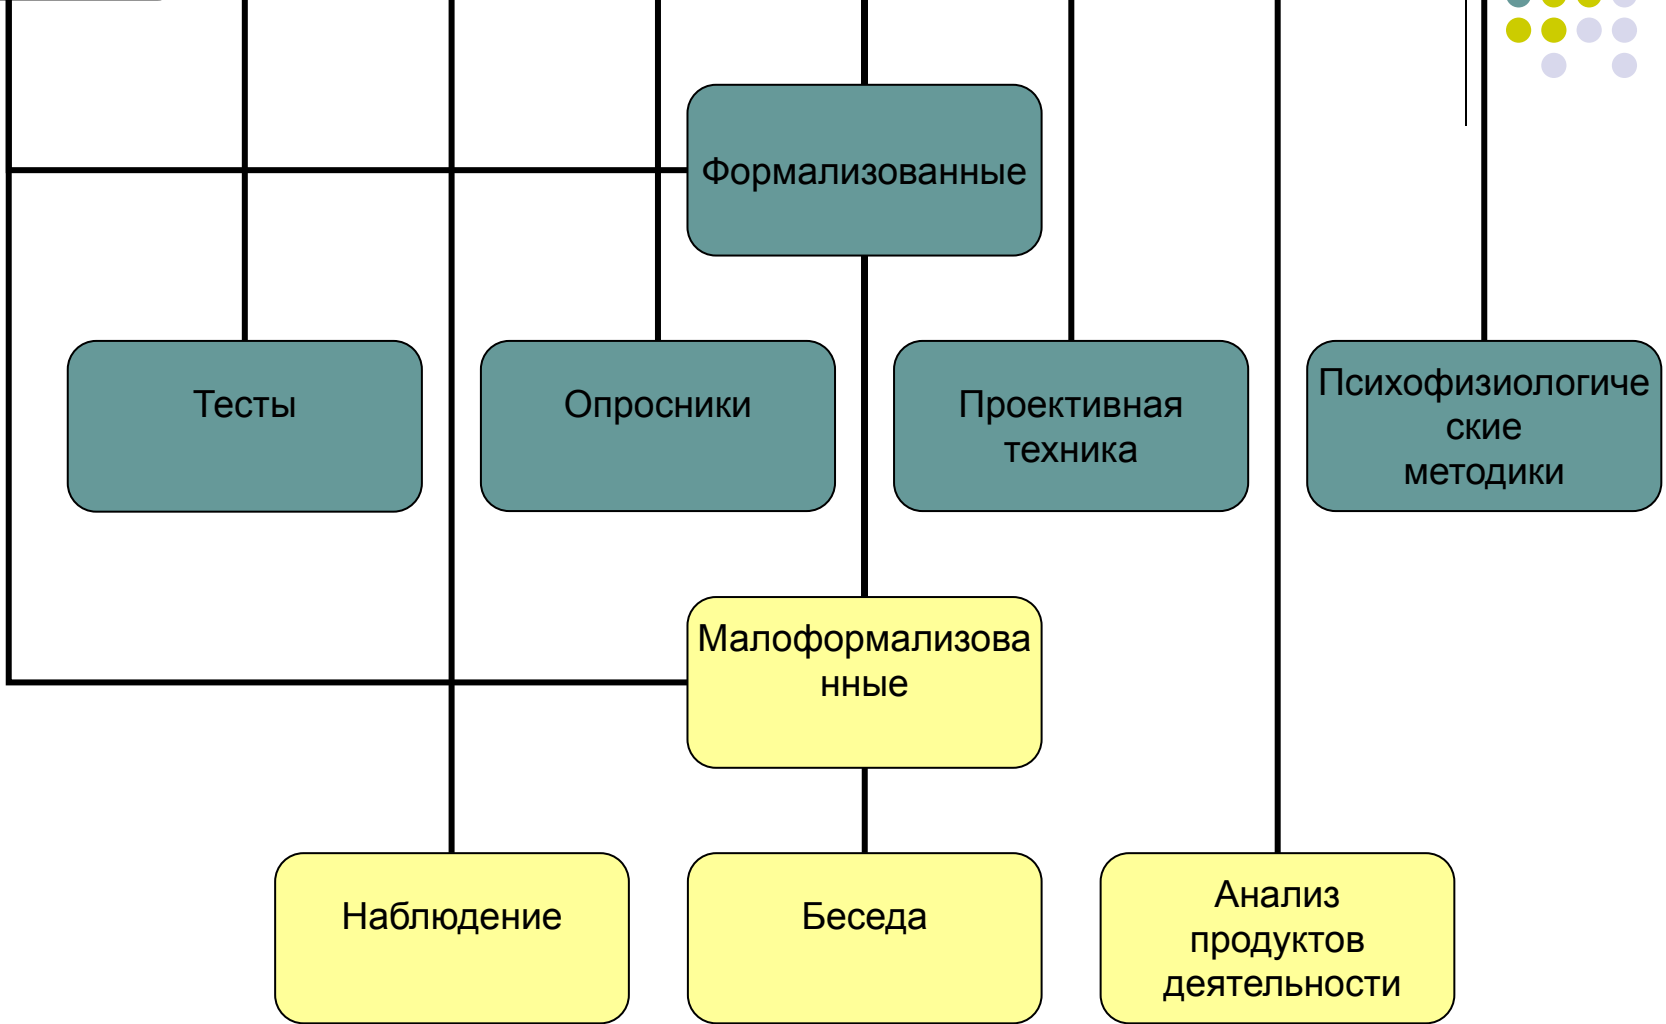 Формализованные
Тесты
Опросники
Проективная
техника
Психофизиологиче
ские
методики
Малоформализова
нные
Наблюдение
Беседа
Анализ
продуктов
деятельности